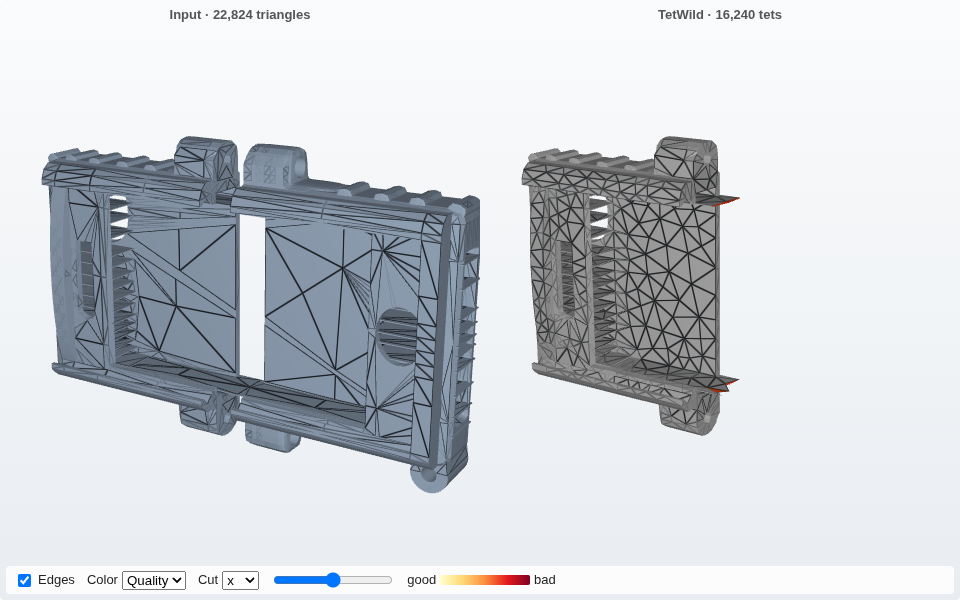 Input · 22,824 triangles
TetWild · 16,240 tets
Edges Color Quality Cut x good bad